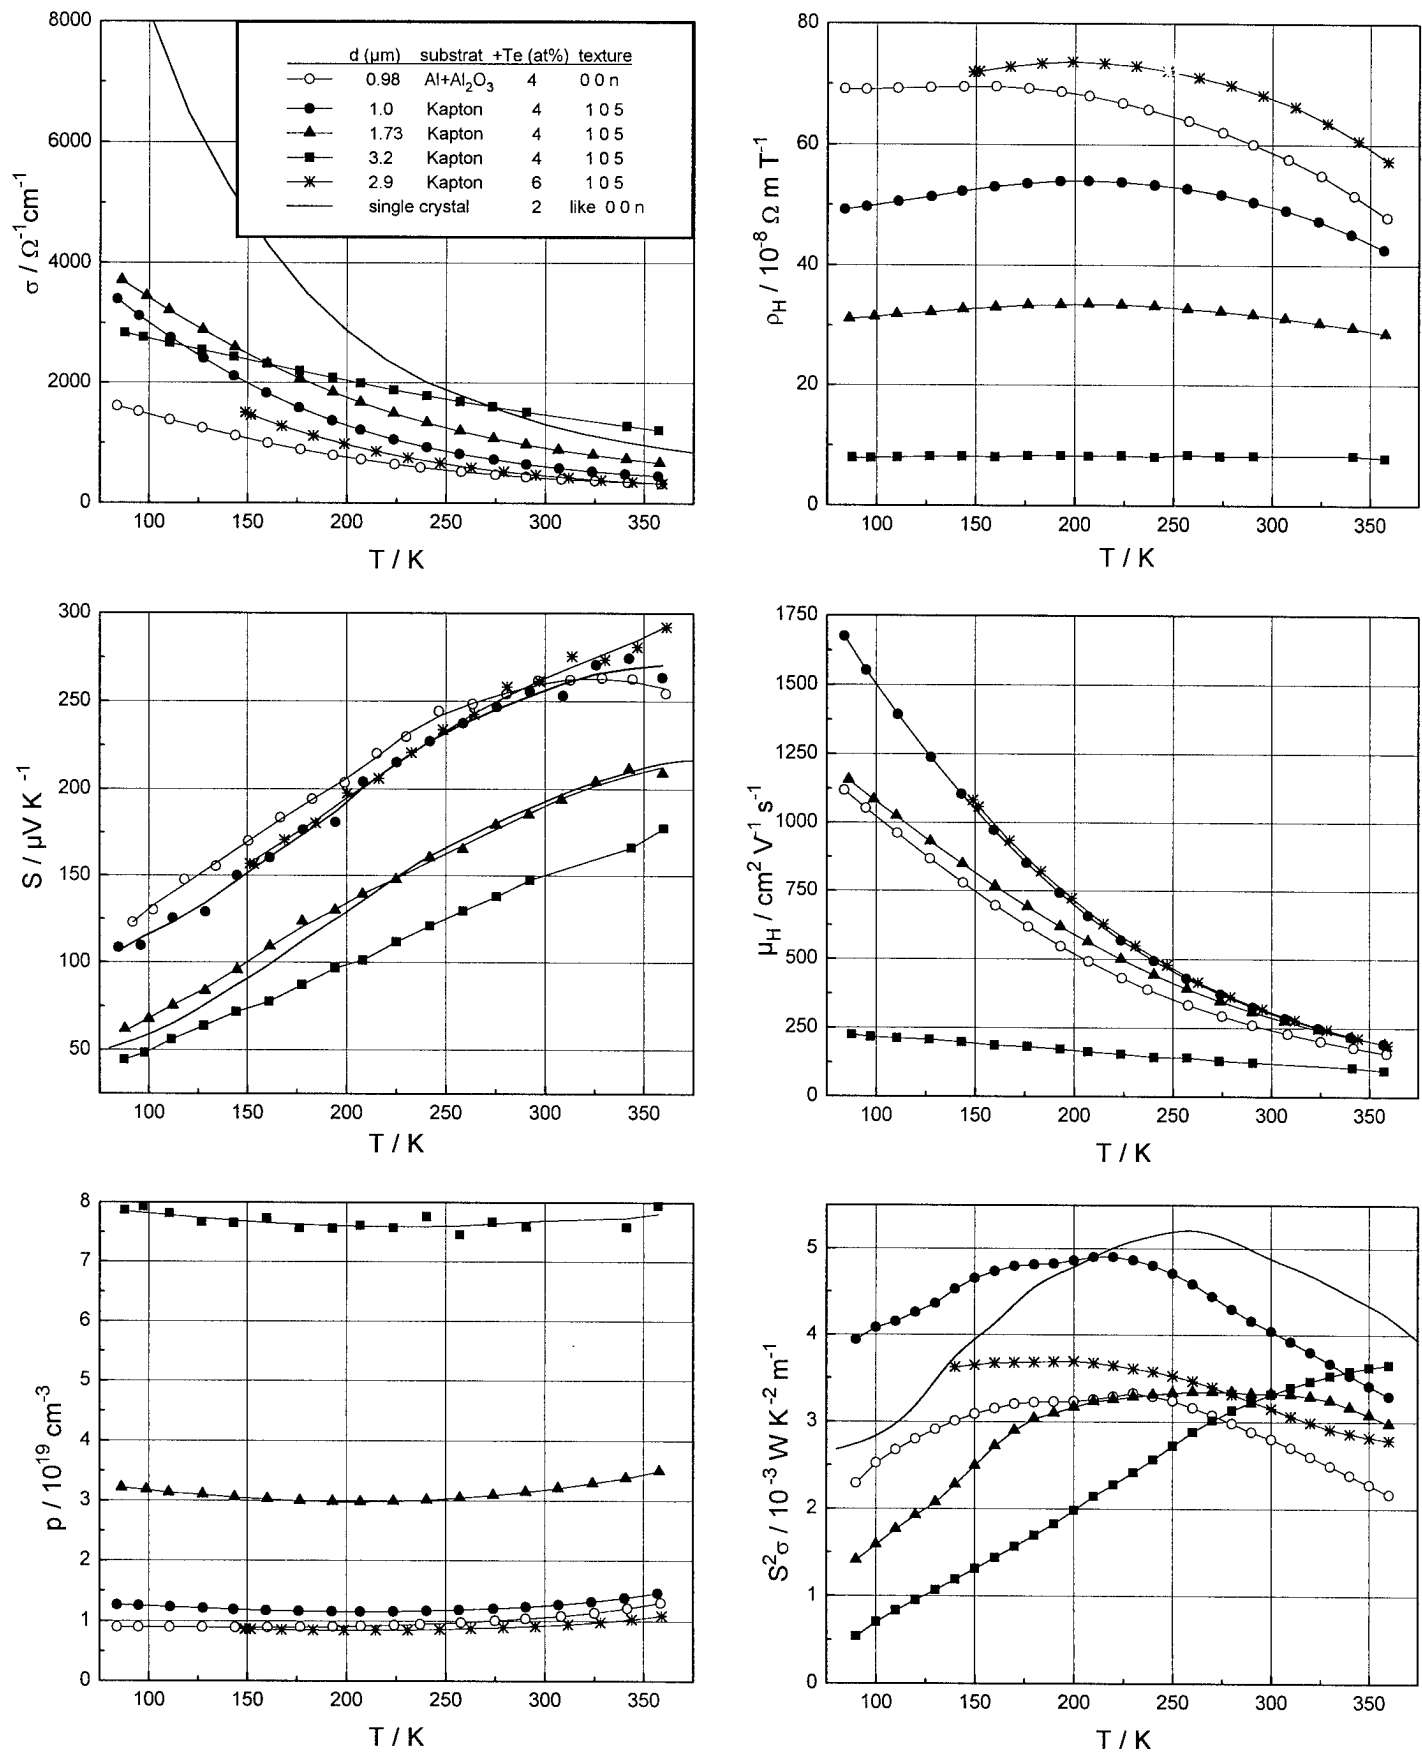 8000
6000
4000
2000
0
σ / Ω⁻¹cm⁻¹
d (μm) substrat +Te (at%) texture
0.98 Al+Al₂O₃ 4 0 0 n
1.0 Kapton 4 1 0 5
1.73 Kapton 4 1 0 5
3.2 Kapton 4 1 0 5
2.9 Kapton 6 1 0 5
single crystal 2 like 0 0 n
100 150 200 250 300 350
T / K
80
60
40
20
0
ρH / 10⁻⁸ Ω m T⁻¹
100 150 200 250 300 350
T / K
300
250
200
150
100
50
S / μV K⁻¹
100 150 200 250 300 350
T / K
1750
1500
1250
1000
750
500
250
0
μH / cm² V⁻¹ s⁻¹
100 150 200 250 300 350
T / K
8
7
6
5
4
3
2
1
0
p / 10¹⁹ cm⁻³
100 150 200 250 300 350
T / K
5
4
3
2
1
0
S²σ / 10⁻³ W K⁻² m⁻¹
100 150 200 250 300 350
T / K